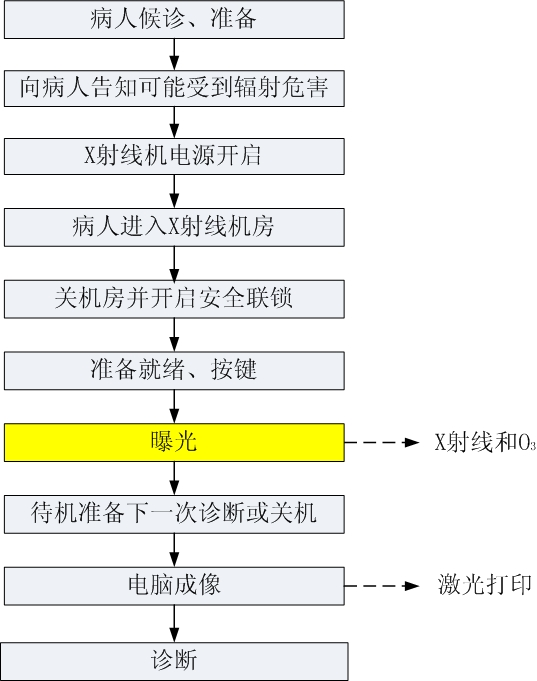 病人候诊、准备
向病人告知可能受到辐射危害
X射线机电源开启
病人进入X射线机房
关机房并开启安全联锁
准备就绪、按键
曝光
X射线和O₃
待机准备下一次诊断或关机
电脑成像
激光打印
诊断